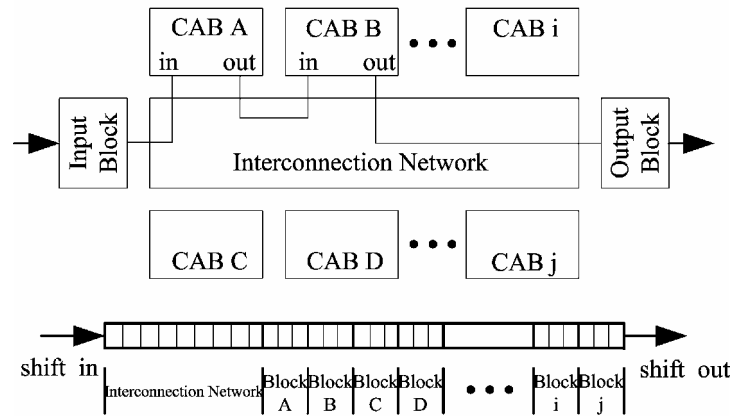 CAB A
CAB B
CAB i
in
out
in
out
Input
Block
Interconnection Network
Output
Block
CAB C
CAB D
CAB j
shift in
shift out
Interconnection Network
Block
A
Block
B
Block
C
Block
D
Block
i
Block
j